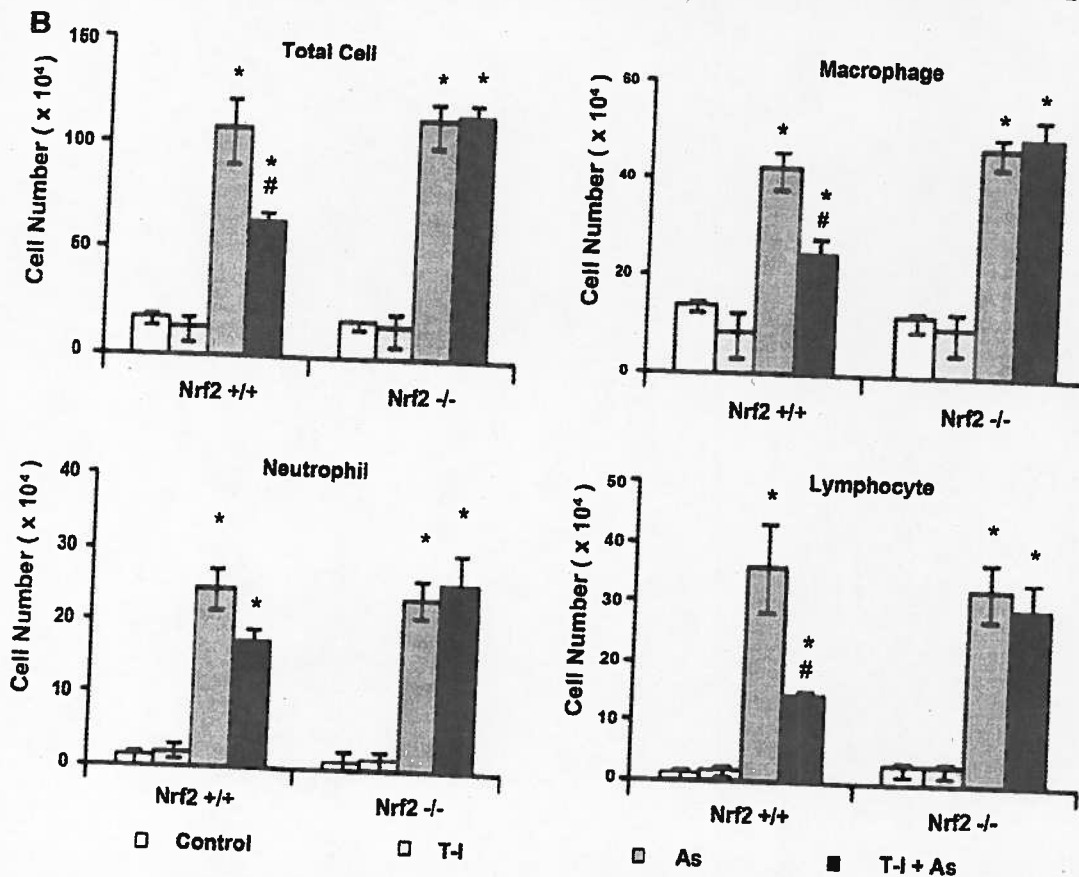 B
Total Cell
Cell Number ( x 10⁴)
150
100
50
0
*
*
#
*
*
Nrf2 +/+
Nrf2 -/-
Macrophage
Cell Number ( x 10⁴)
60
40
20
0
*
*
#
*
*
Nrf2 +/+
Nrf2 -/-
Neutrophil
Cell Number ( x 10⁴)
40
30
20
10
0
*
*
*
*
Nrf2 +/+
Nrf2 -/-
Lymphocyte
Cell Number ( x 10⁴)
50
40
30
20
10
0
*
*
#
*
*
Nrf2 +/+
Nrf2 -/-
Control
T-I
As
T-I + As